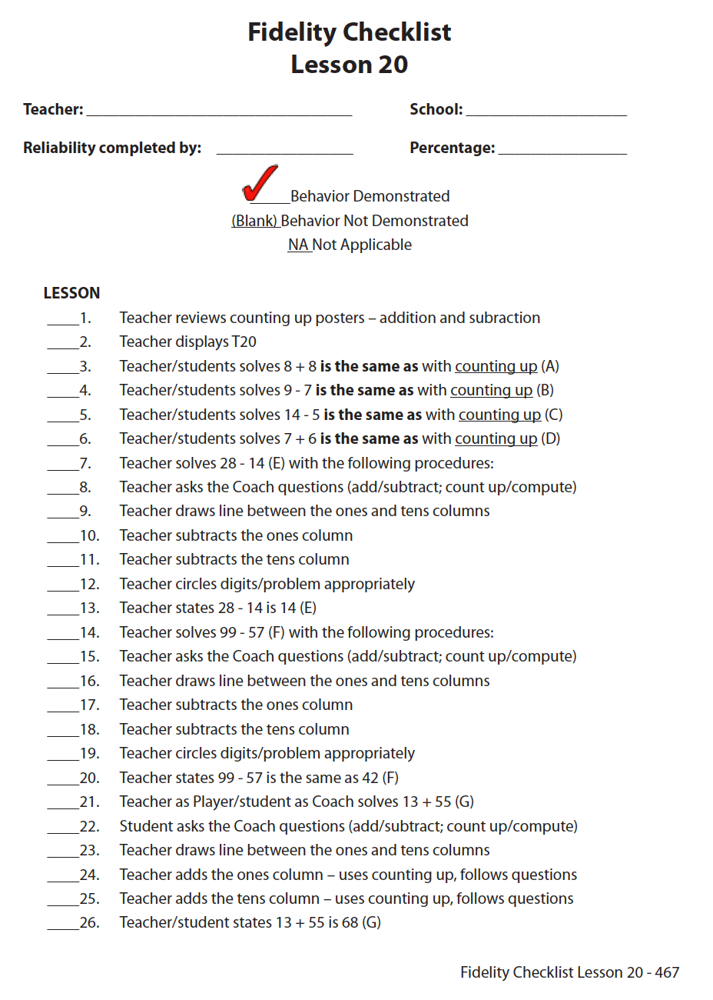 Fidelity Checklist
Lesson 20
Teacher: ______________________________ School: __________________
Reliability completed by: ________________ Percentage: ________________
_____Behavior Demonstrated
(Blank) Behavior Not Demonstrated
NA Not Applicable
LESSON
____1. Teacher reviews counting up posters – addition and subraction
____2. Teacher displays T20
____3. Teacher/students solves 8 + 8 is the same as with counting up (A)
____4. Teacher/students solves 9 - 7 is the same as with counting up (B)
____5. Teacher/students solves 14 - 5 is the same as with counting up (C)
____6. Teacher/students solves 7 + 6 is the same as with counting up (D)
____7. Teacher solves 28 - 14 (E) with the following procedures:
____8. Teacher asks the Coach questions (add/subtract; count up/compute)
____9. Teacher draws line between the ones and tens columns
____10. Teacher subtracts the ones column
____11. Teacher subtracts the tens column
____12. Teacher circles digits/problem appropriately
____13. Teacher states 28 - 14 is 14 (E)
____14. Teacher solves 99 - 57 (F) with the following procedures:
____15. Teacher asks the Coach questions (add/subtract; count up/compute)
____16. Teacher draws line between the ones and tens columns
____17. Teacher subtracts the ones column
____18. Teacher subtracts the tens column
____19. Teacher circles digits/problem appropriately
____20. Teacher states 99 - 57 is the same as 42 (F)
____21. Teacher as Player/student as Coach solves 13 + 55 (G)
____22. Student asks the Coach questions (add/subtract; count up/compute)
____23. Teacher draws line between the ones and tens columns
____24. Teacher adds the ones column – uses counting up, follows questions
____25. Teacher adds the tens column – uses counting up, follows questions
____26. Teacher/student states 13 + 55 is 68 (G)
Fidelity Checklist Lesson 20 - 467